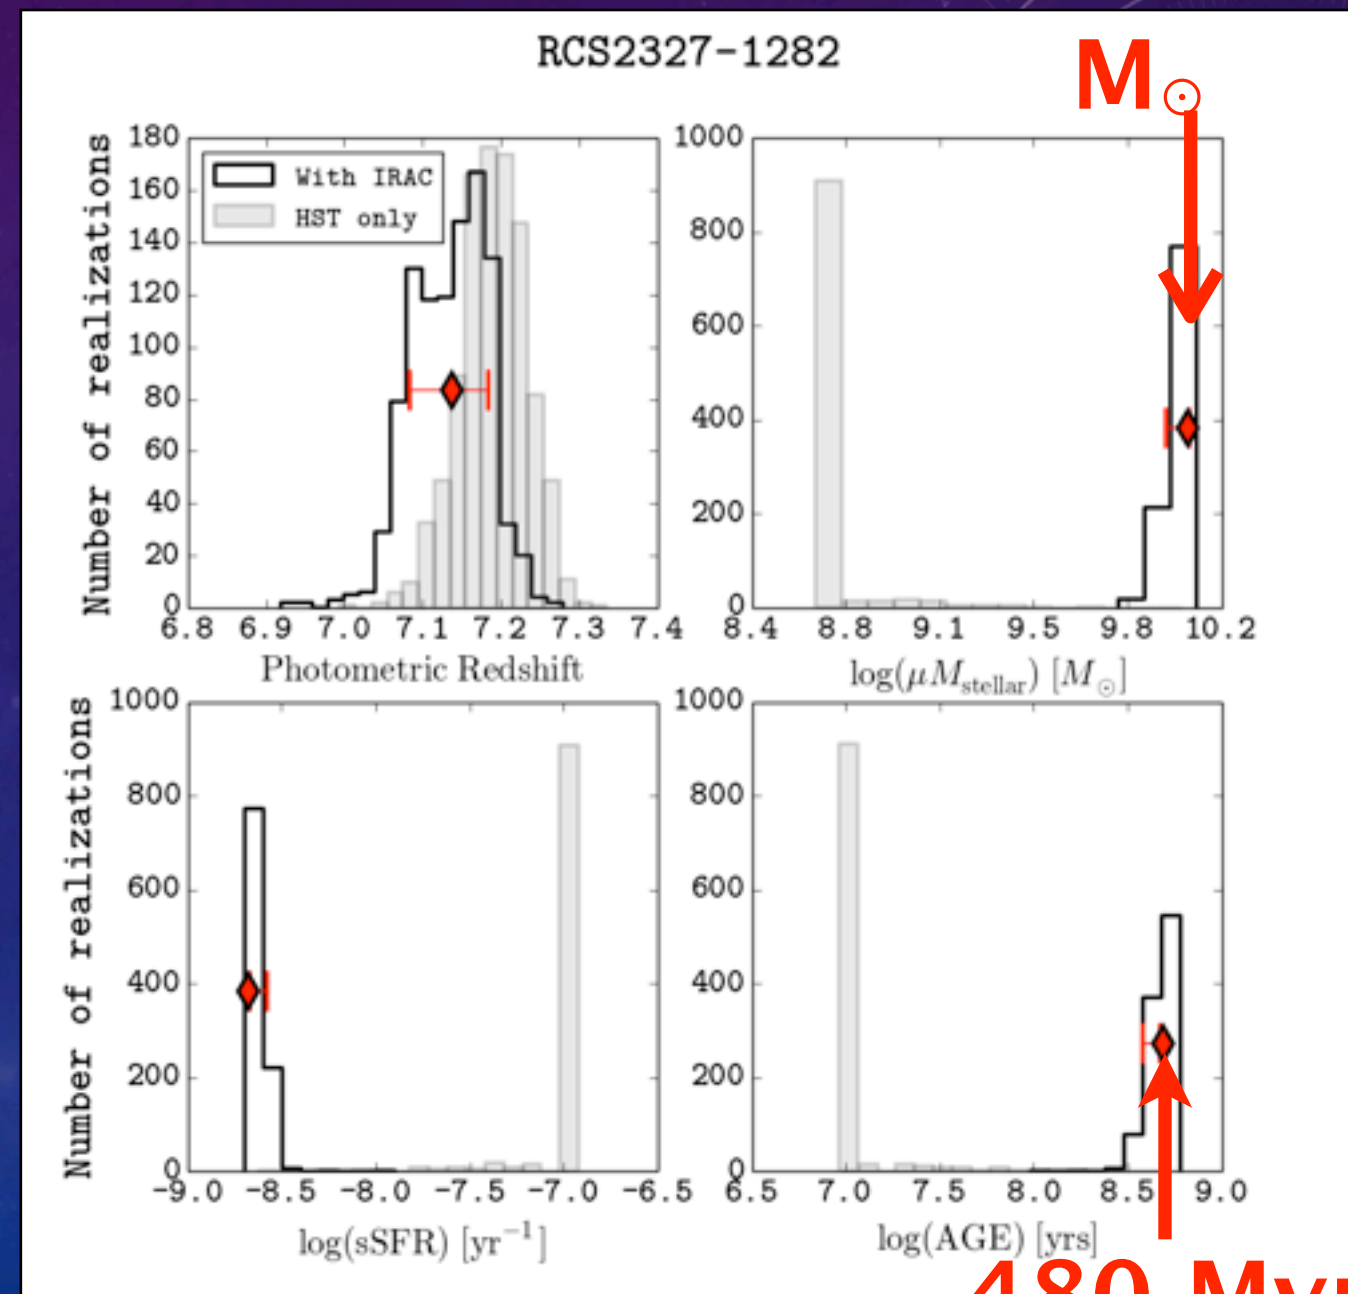 RCS2327-1282
M⊙
Number of realizations
180
160
140
120
100
80
60
40
20
0
With IRAC
HST only
6.8 6.9 7.0 7.1 7.2 7.3 7.4
Photometric Redshift
1000
800
600
400
200
0
8.4 8.8 9.1 9.5 9.8 10.2
log(μM_stellar) [M⊙]
Number of realizations
1000
800
600
400
200
0
-9.0 -8.5 -8.0 -7.5 -7.0 -6.5
log(sSFR) [yr⁻¹]
1000
800
600
400
200
0
6.5 7.0 7.5 8.0 8.5 9.0
log(AGE) [yrs]
480 Myr